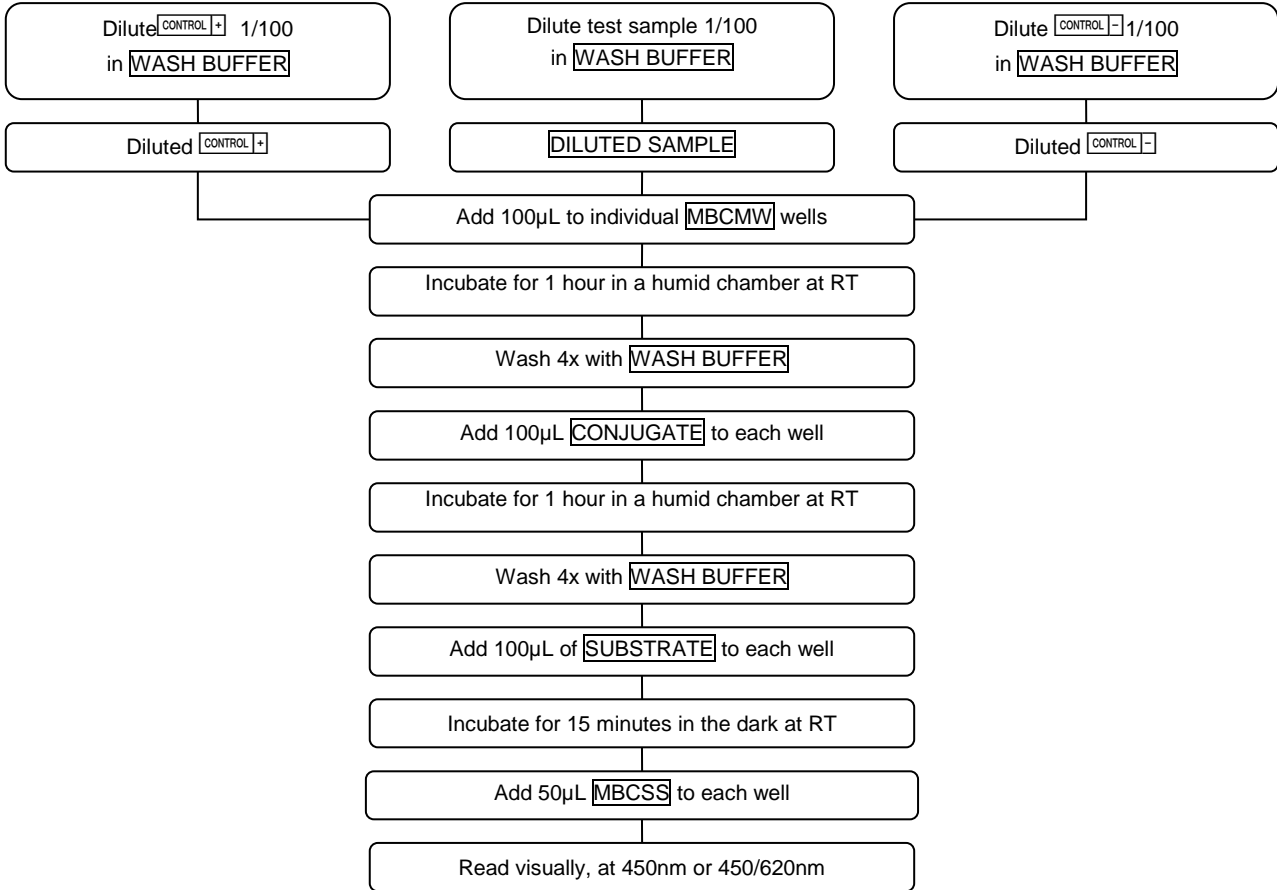 Dilute CONTROL + 1/100
in WASH BUFFER
Dilute test sample 1/100
in WASH BUFFER
Dilute CONTROL − 1/100
in WASH BUFFER
Diluted CONTROL +
DILUTED SAMPLE
Diluted CONTROL −
Add 100µL to individual MBCMW wells
Incubate for 1 hour in a humid chamber at RT
Wash 4x with WASH BUFFER
Add 100µL CONJUGATE to each well
Incubate for 1 hour in a humid chamber at RT
Wash 4x with WASH BUFFER
Add 100µL of SUBSTRATE to each well
Incubate for 15 minutes in the dark at RT
Add 50µL MBCSS to each well
Read visually, at 450nm or 450/620nm